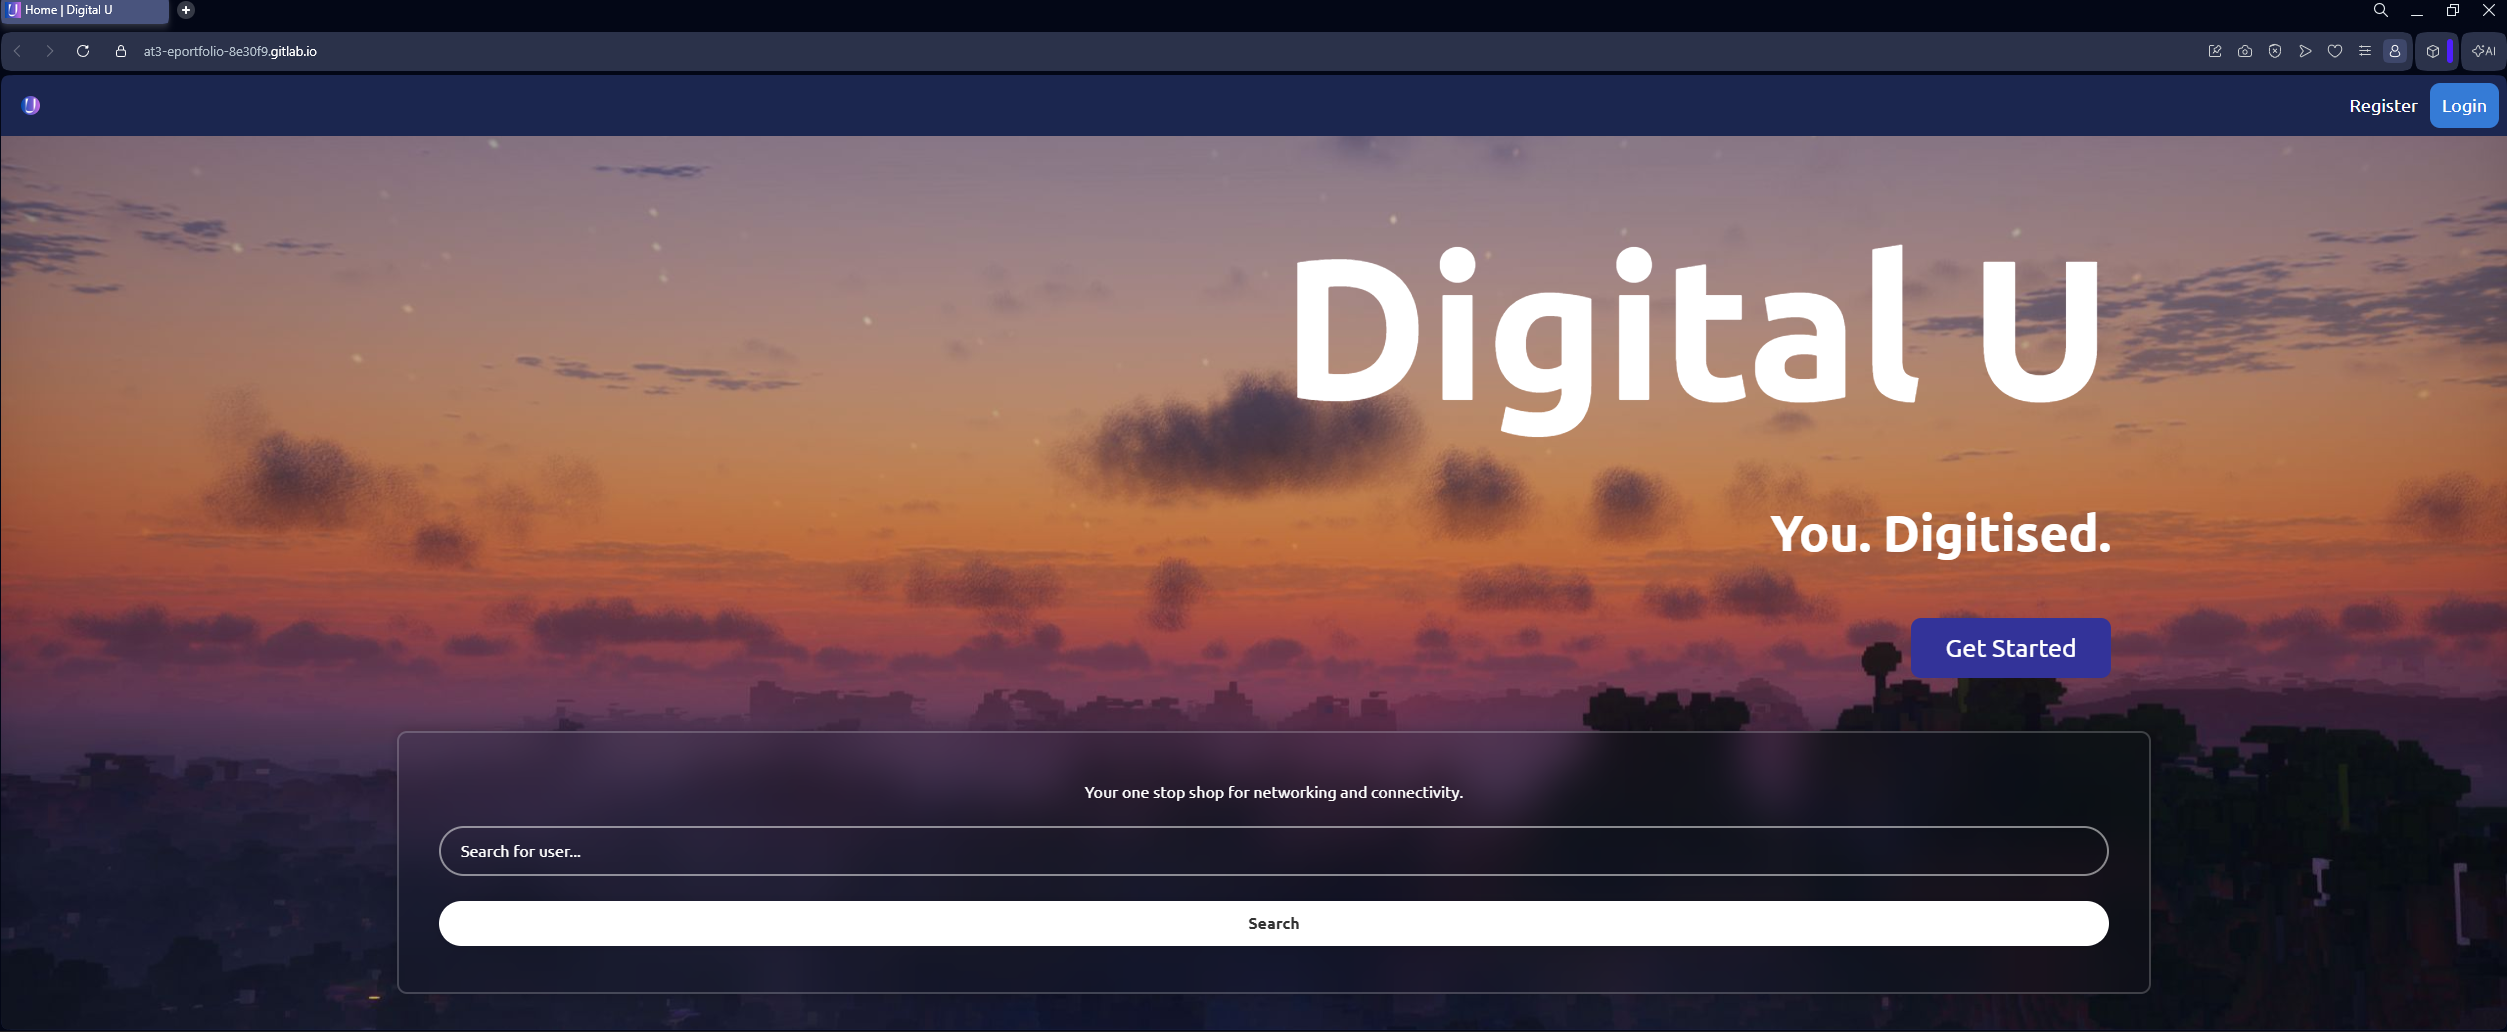 Home | Digital U
at3-eportfolio-8e30f9.gitlab.io
AI
U
Register
Login
Digital U
You. Digitised.
Get Started
Your one stop shop for networking and connectivity.
Search for user...
Search